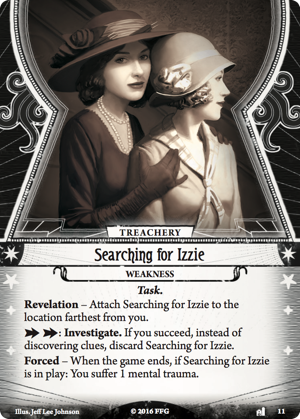 TREACHERY
Searching for Izzie
WEAKNESS
Task.
Revelation – Attach Searching for Izzie to the
location farthest from you.
: Investigate. If you succeed, instead of
discovering clues, discard Searching for Izzie.
Forced – When the game ends, if Searching for Izzie
is in play: You suffer 1 mental trauma.
Illus. Jeff Lee Johnson
© 2016 FFG
11